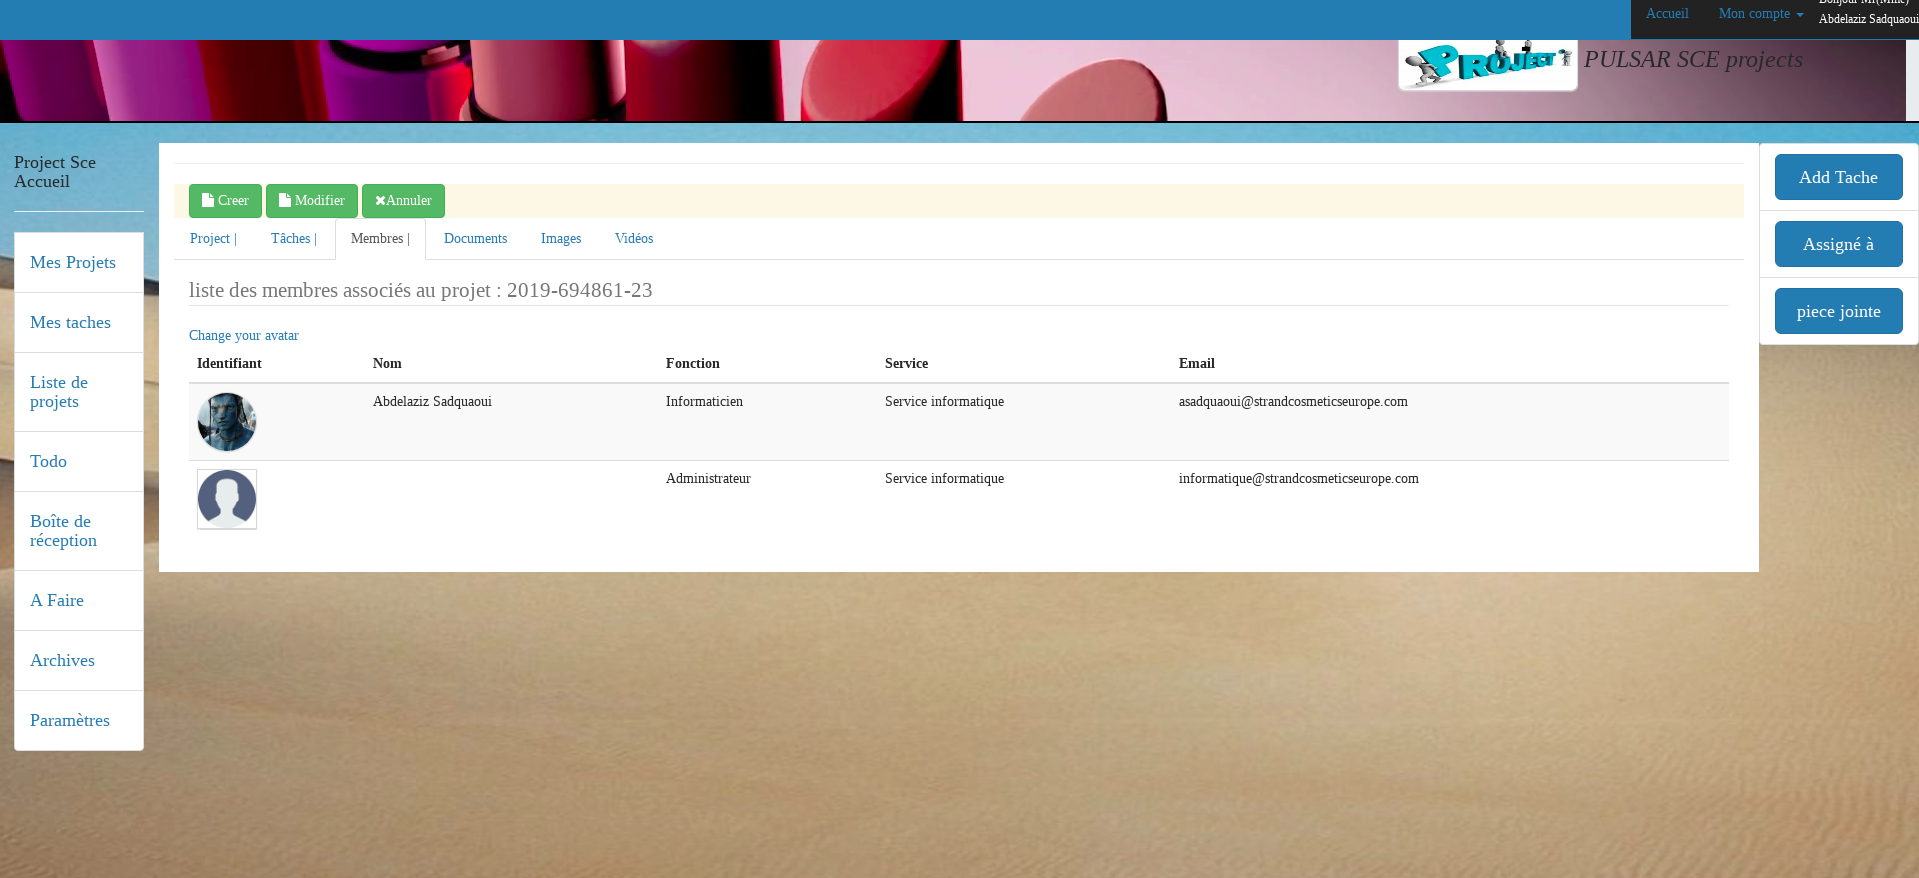 Accueil
Mon compte
Bonjour Mr(Mme)
Abdelaziz Sadquaoui
PROJECT
PULSAR SCE projects
Project Sce
Accueil
Mes Projets
Mes taches
Liste de
projets
Todo
Boîte de
réception
A Faire
Archives
Paramètres
Creer
Modifier
Annuler
Project |
Tâches |
Membres |
Documents
Images
Vidéos
liste des membres associés au projet : 2019-694861-23
Change your avatar
Identifiant Nom Fonction Service Email
Abdelaziz Sadquaoui Informaticien Service informatique asadquaoui@strandcosmeticseurope.com
Administrateur Service informatique informatique@strandcosmeticseurope.com
Add Tache
Assigné à
piece jointe